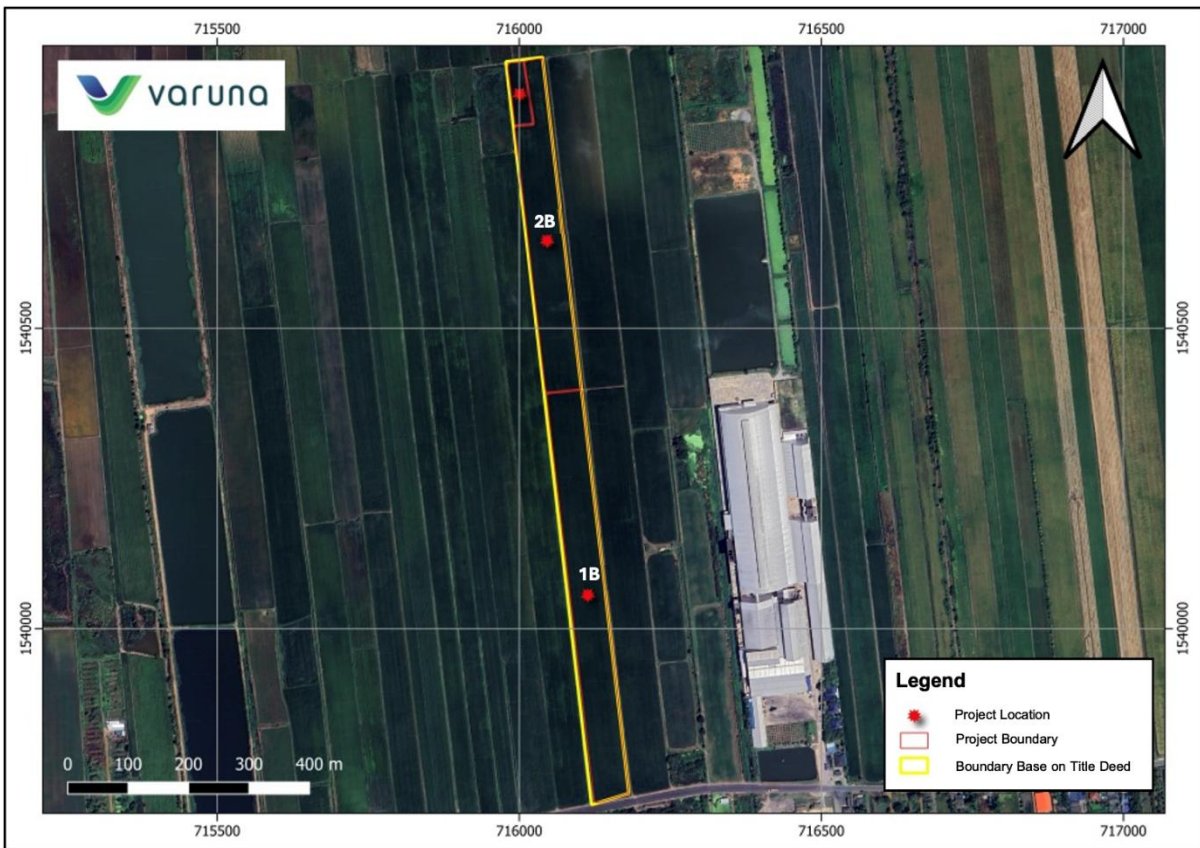 715500 716000 716500 717000
varuna
2B
1540500 1540500
1B
1540000 1540000
Legend
Project Location
Project Boundary
Boundary Base on Title Deed
0 100 200 300 400 m
715500 716000 716500 717000